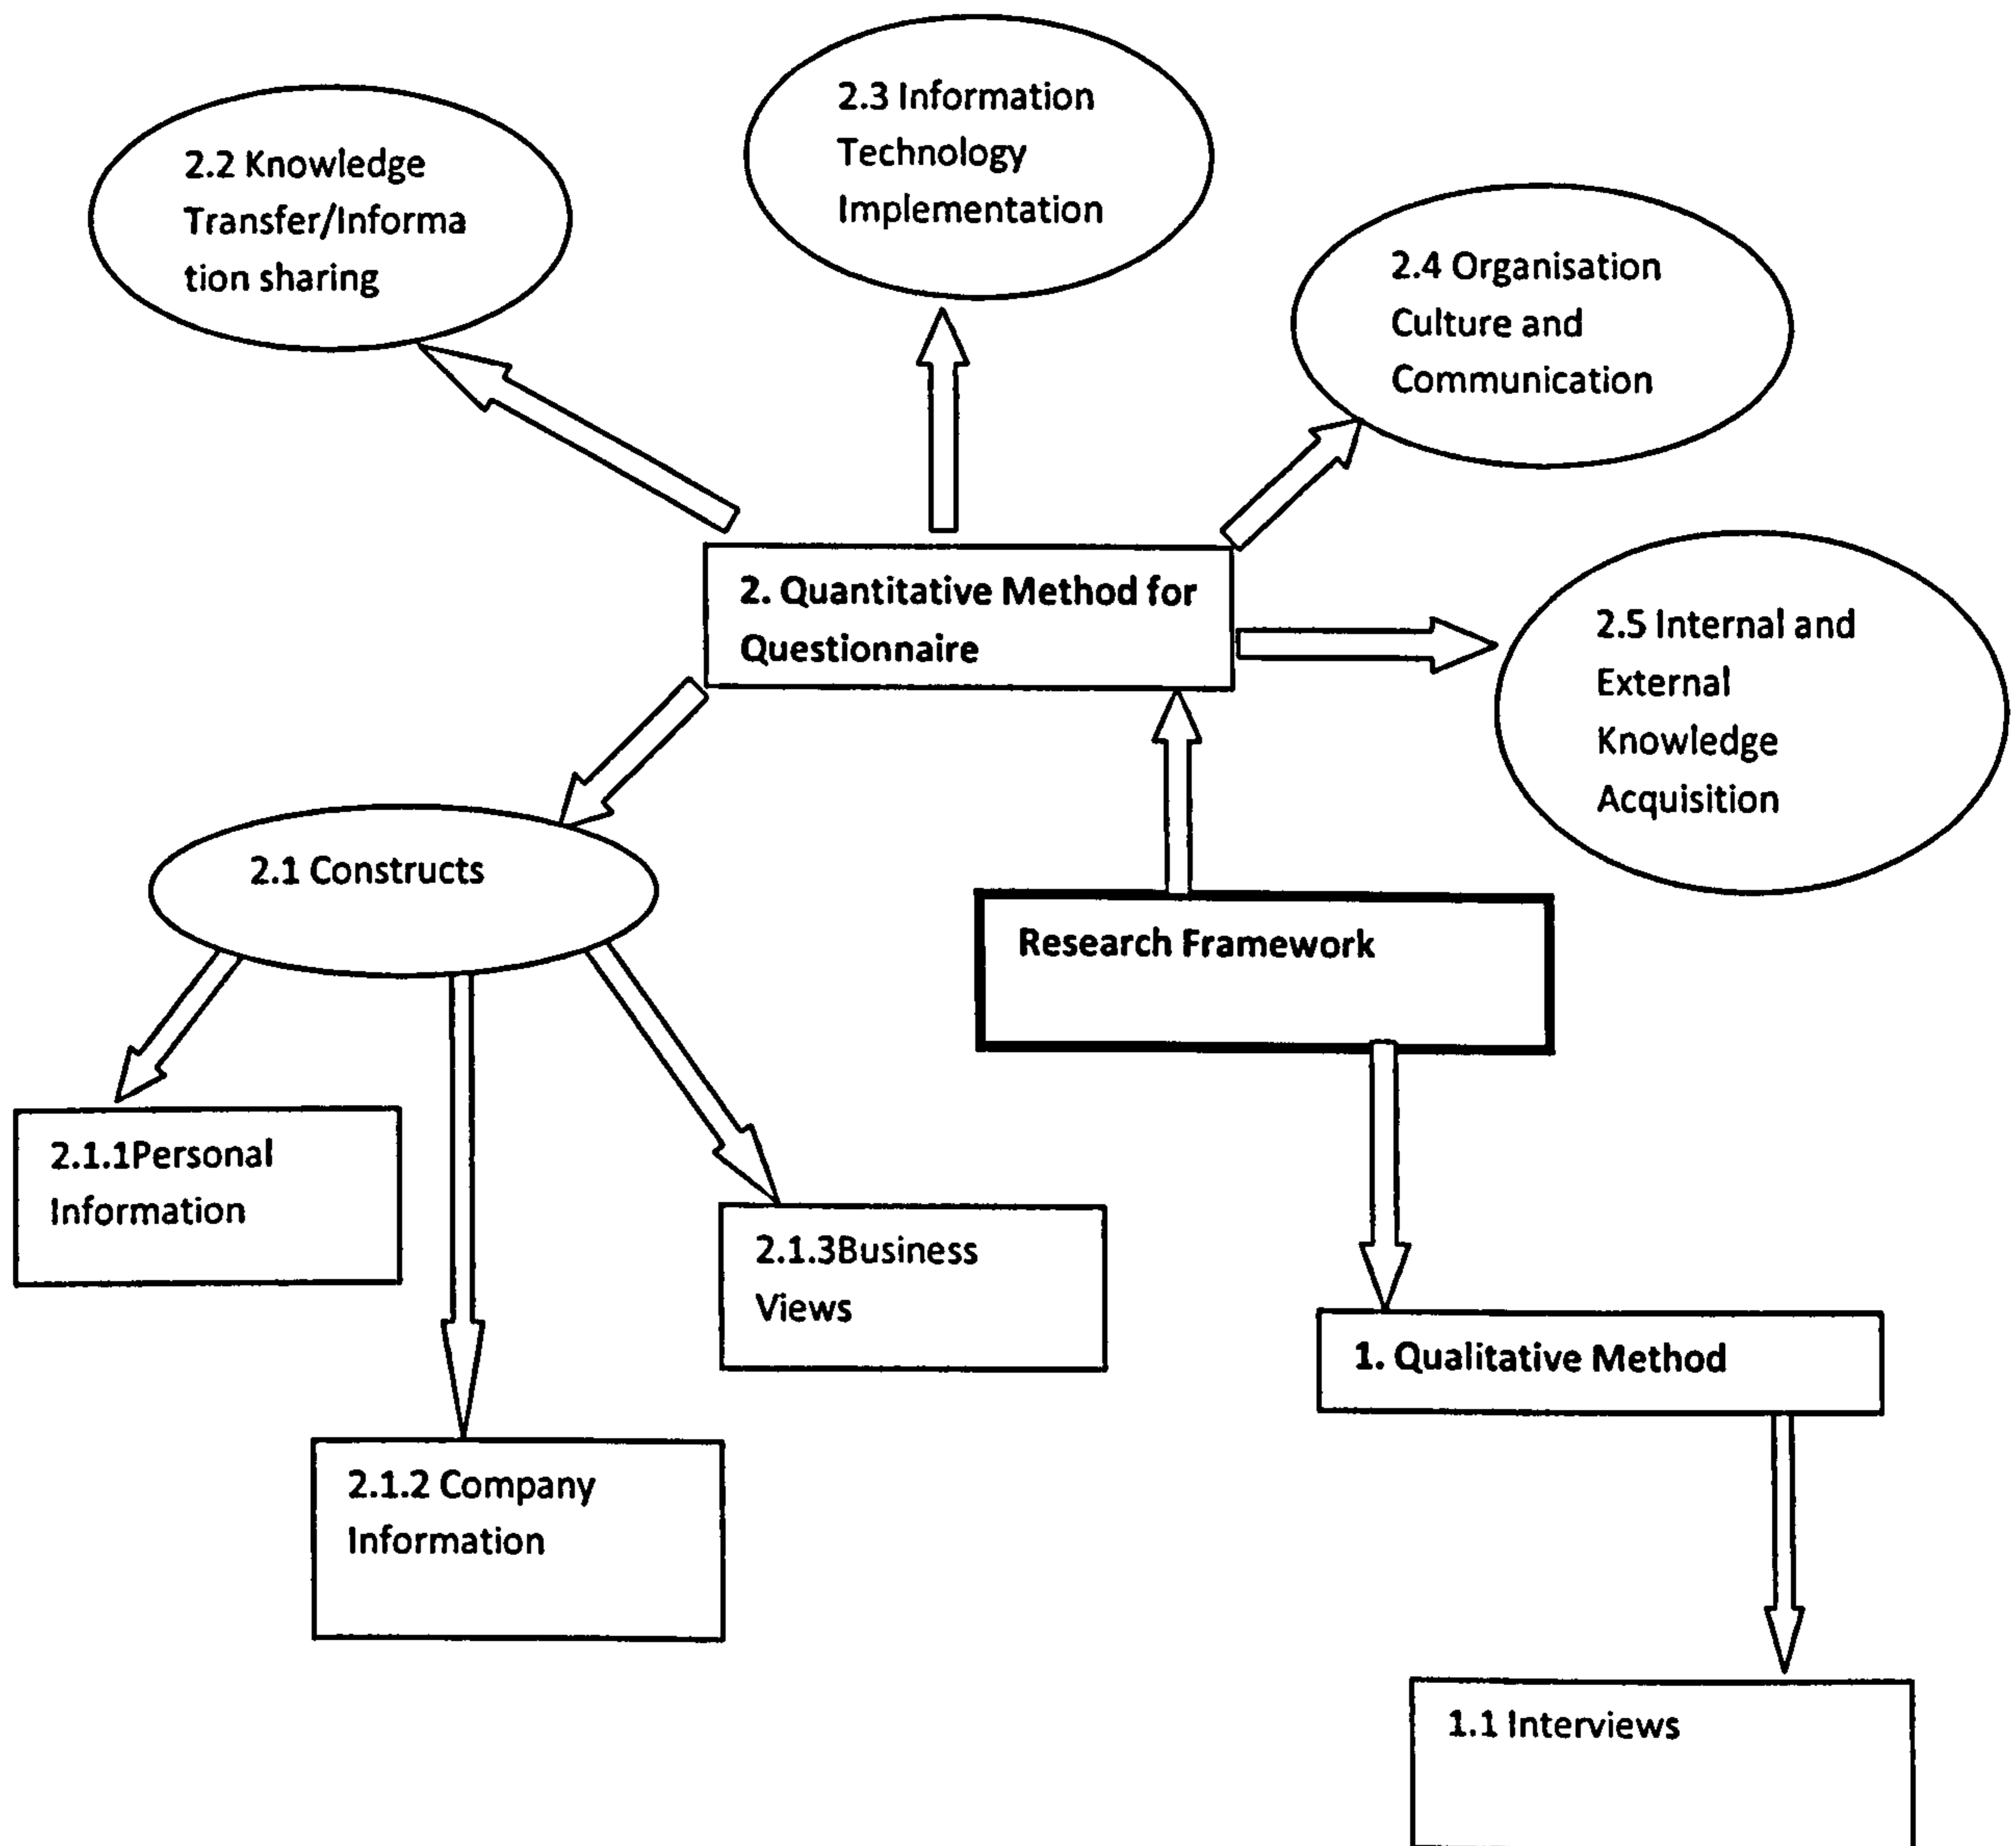 2.3 Information
Technology
Implementation
2.2 Knowledge
Transfer/Informa
tion sharing
2.4 Organisation
Culture and
Communication
2. Quantitative Method for
Questionnaire
2.5 Internal and
External
Knowledge
Acquisition
2.1 Constructs
Research Framework
2.1.1Personal
Information
2.1.3Business
Views
1. Qualitative Method
2.1.2 Company
Information
1.1 Interviews